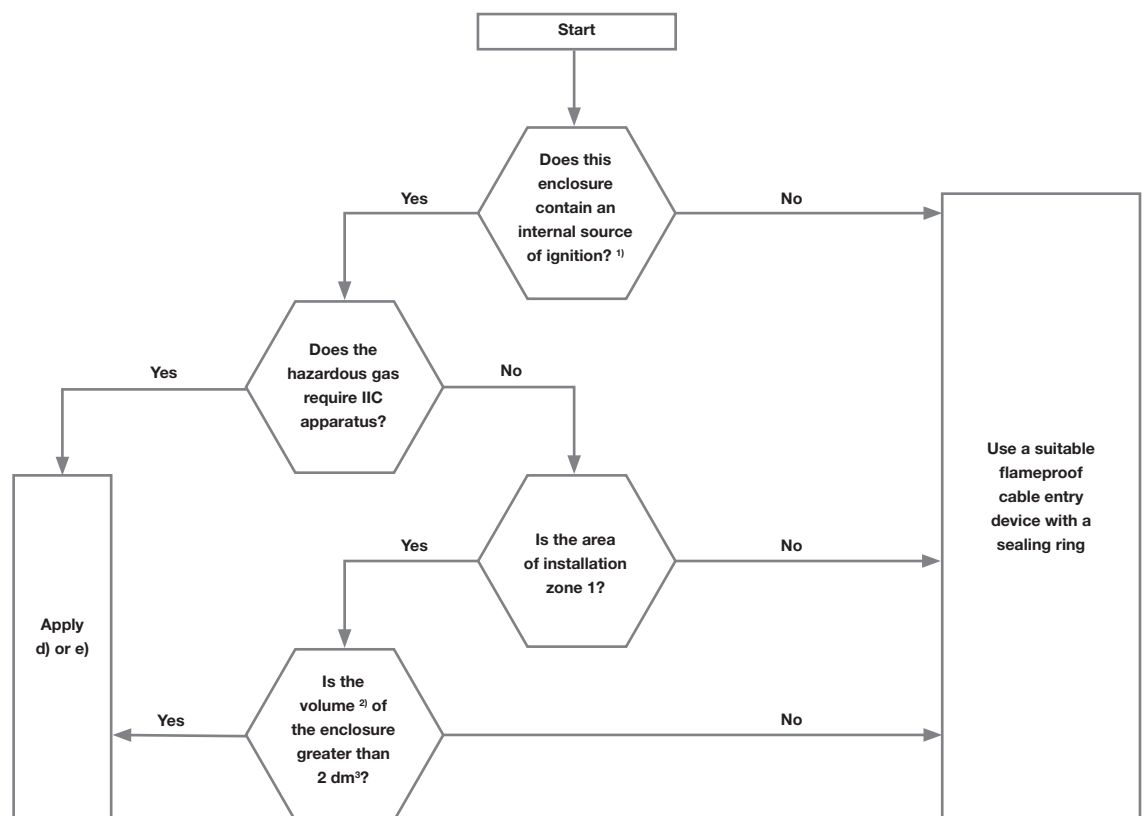 Start
Does this
enclosure
contain an
internal source
of ignition? 1)
Yes
No
Does the
hazardous gas
require IIC
apparatus?
Yes
No
Use a suitable
flameproof
cable entry
device with a
sealing ring
Is the area
of installation
zone 1?
Yes
No
Apply
d) or e)
Is the
volume 2) of
the enclosure
greater than
2 dm³?
Yes
No